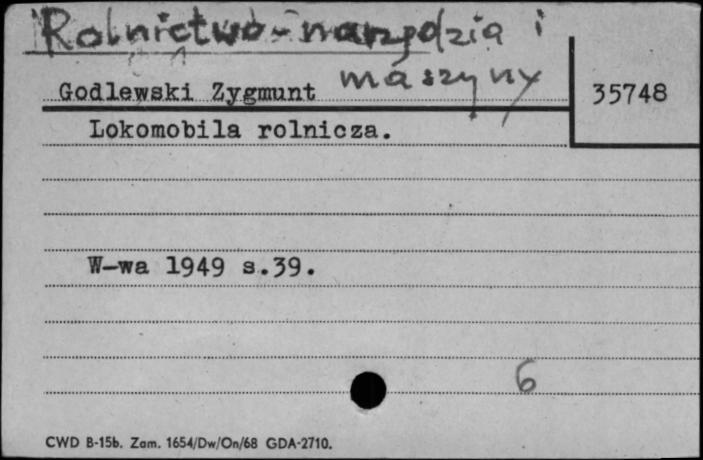 Rolnictwo - narzędzia i
maszyny
Godlewski Zygmunt
35748
Lokomobila rolnicza.
W-wa 1949 s.39.
6
CWD B-15b. Zam. 1654/Dw/On/68 GDA-2710.